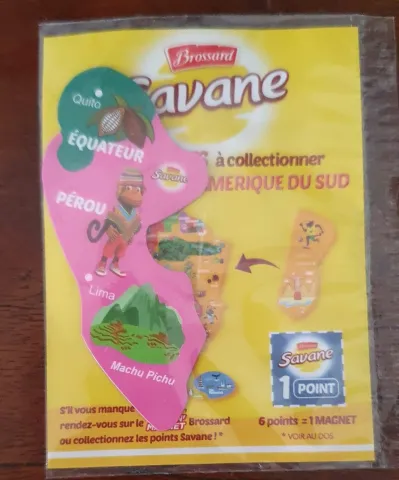 Brossard
Savane
Quito
ÉQUATEUR
à collectionner
Savane
AMERIQUE DU SUD
PÉROU
Lima
Machu Pichu
Savane
1 POINT
S'il vous manque
rendez-vous sur le Brossard
ou collectionnez les points Savane ! *
6 points = 1 MAGNET
* VOIR AU DOS